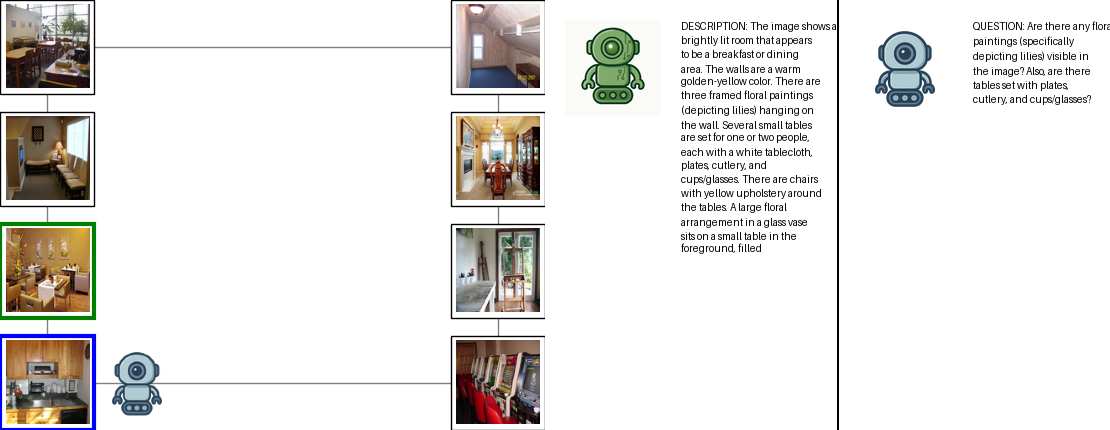 DESCRIPTION: The image shows a
brightly lit room that appears
to be a breakfast or dining
area. The walls are a warm
golden-yellow color. There are
three framed floral paintings
(depicting lilies) hanging on
the wall. Several small tables
are set for one or two people,
each with a white tablecloth,
plates, cutlery, and
cups/glasses. There are chairs
with yellow upholstery around
the tables. A large floral
arrangement in a glass vase
sits on a small table in the
foreground, filled
QUESTION: Are there any flora
paintings (specifically
depicting lilies) visible in
the image? Also, are there
tables set with plates,
cutlery, and cups/glasses?